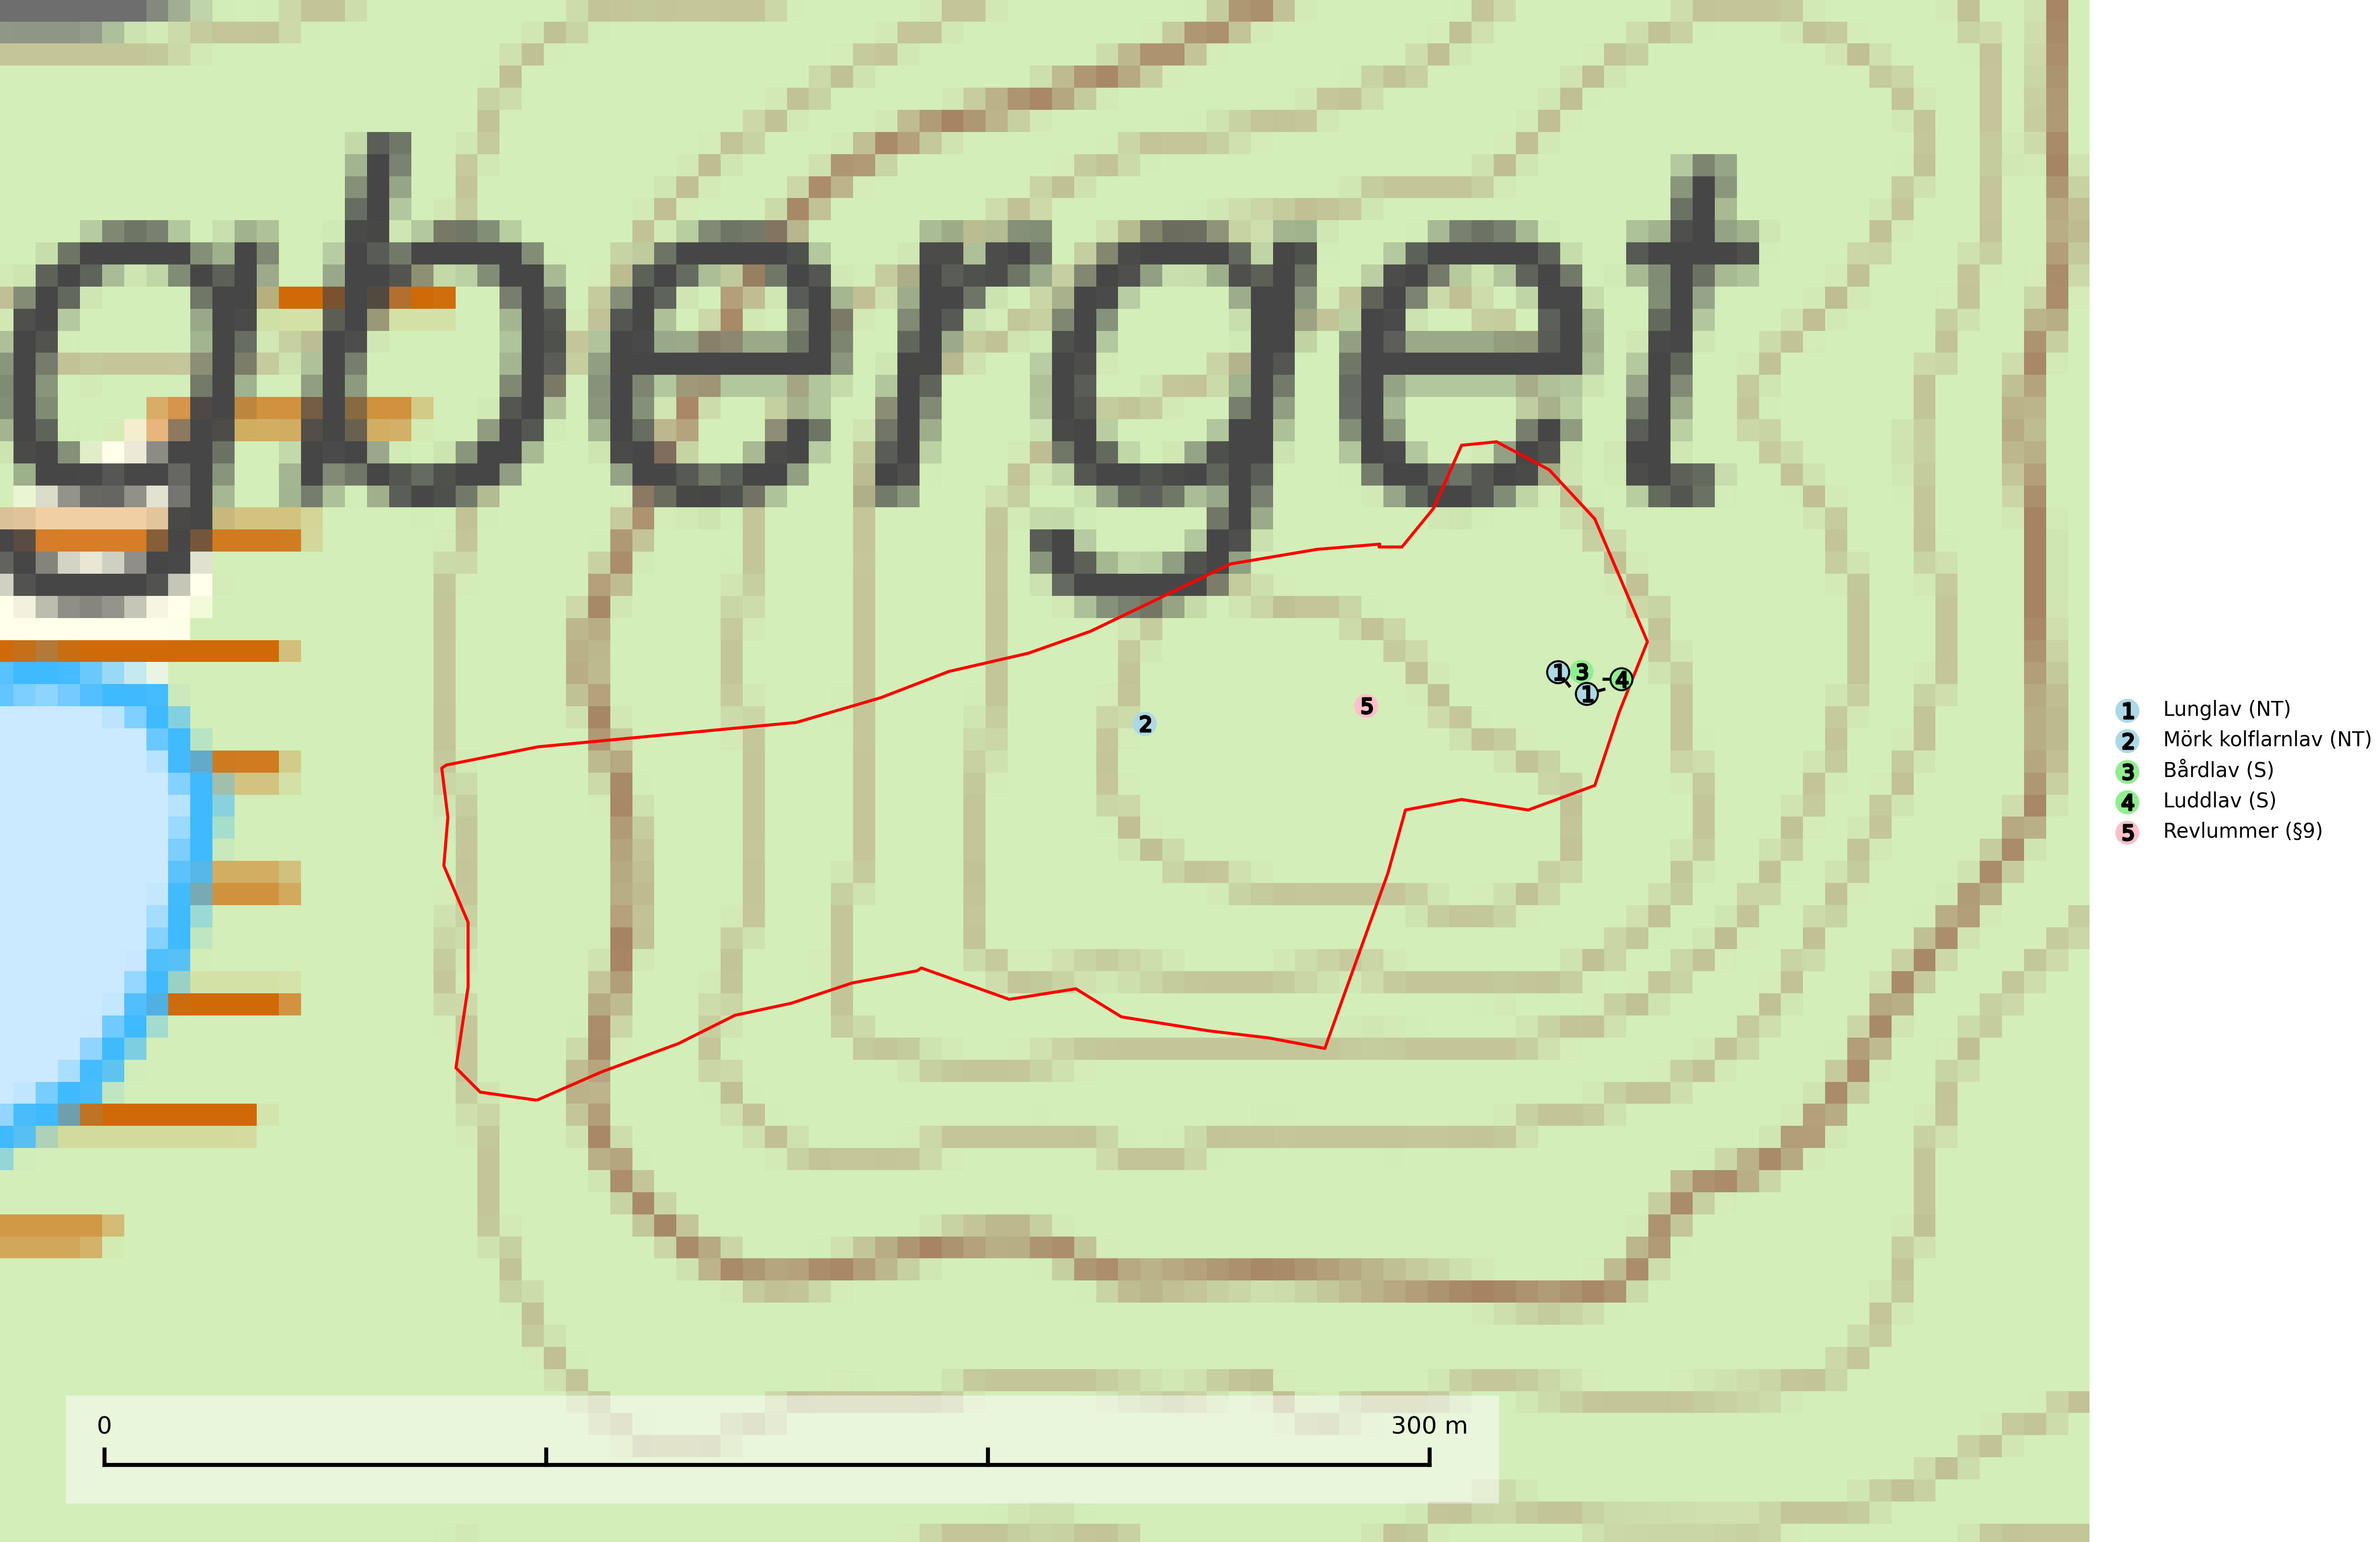 gberget
1 3 4
1
5
2
1 Lunglav (NT)
2 Mörk kolflarnlav (NT)
3 Bårdlav (S)
4 Luddlav (S)
5 Revlummer (§9)
0 300 m